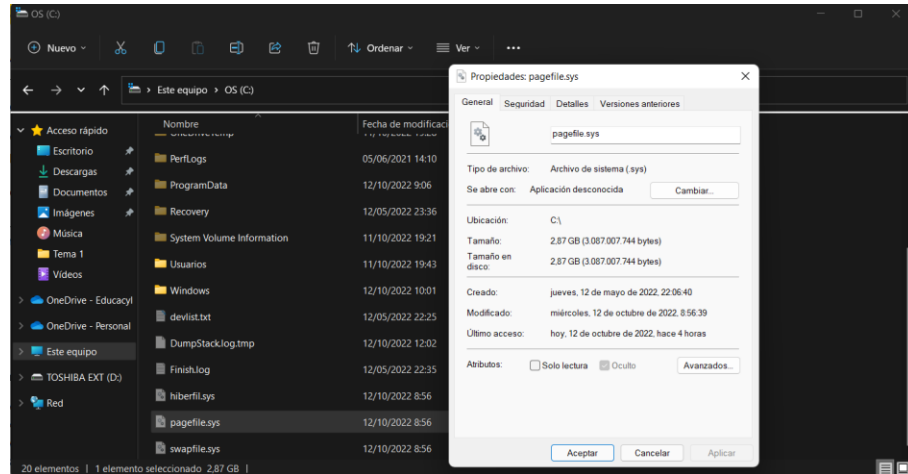 OS (C:)
Nuevo
Ordenar
Ver
Este equipo > OS (C:)
Acceso rápido
Escritorio
Descargas
Documentos
Imágenes
Música
Tema 1
Vídeos
OneDrive - Educacyl
OneDrive - Personal
Este equipo
TOSHIBA EXT (D:)
Red
Nombre Fecha de modificaci
PerfLogs 05/06/2021 14:10
ProgramData 12/10/2022 9:06
Recovery 12/05/2022 23:36
System Volume Information 11/10/2022 19:21
Usuarios 11/10/2022 19:43
Windows 12/10/2022 10:01
devlist.txt 12/05/2022 22:25
DumpStack.log.tmp 12/10/2022 12:02
Finish.log 12/05/2022 22:35
hiberfil.sys 12/10/2022 8:56
pagefile.sys 12/10/2022 8:56
swapfile.sys 12/10/2022 8:56
20 elementos | 1 elemento seleccionado 2,87 GB |
Propiedades: pagefile.sys
General Seguridad Detalles Versiones anteriores
pagefile.sys
Tipo de archivo: Archivo de sistema (.sys)
Se abre con: Aplicación desconocida Cambiar...
Ubicación: C:\
Tamaño: 2,87 GB (3.087.007.744 bytes)
Tamaño en
disco: 2,87 GB (3.087.007.744 bytes)
Creado: jueves, 12 de mayo de 2022, 22:06:40
Modificado: miércoles, 12 de octubre de 2022, 8:56:39
Último acceso: hoy, 12 de octubre de 2022, hace 4 horas
Atributos: Solo lectura Oculto Avanzados...
Aceptar Cancelar Aplicar